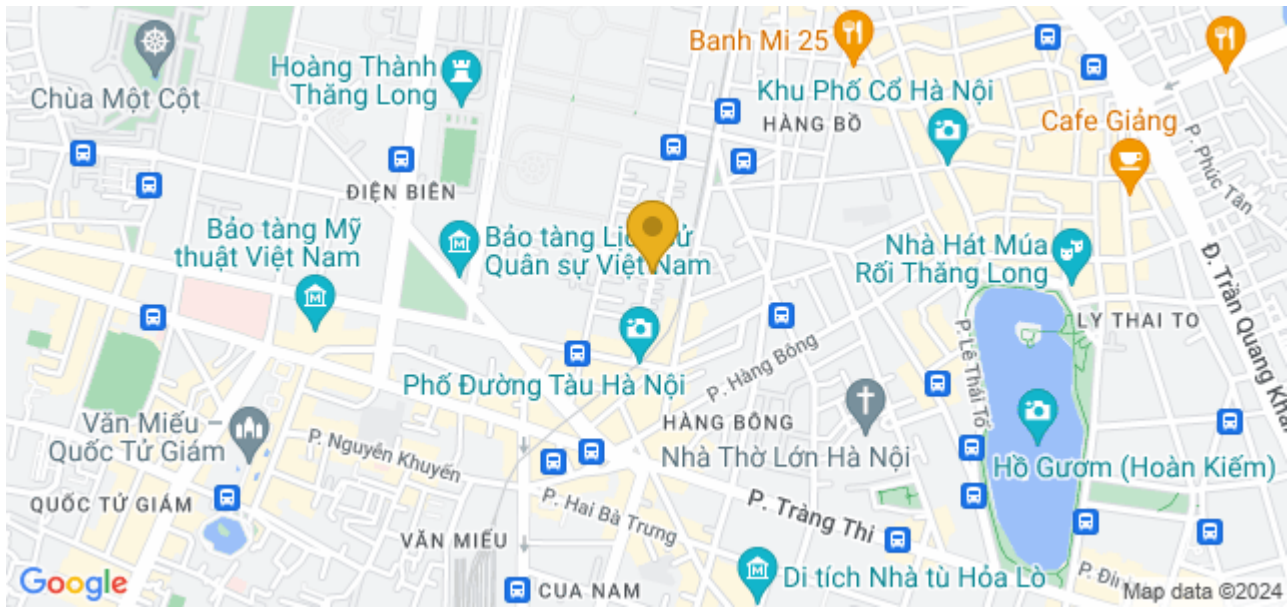 Banh Mi 25
Hoàng Thành
Thăng Long
Chùa Một Cột
Khu Phố Cổ Hà Nội
HÀNG BỒ
Cafe Giảng
P. Phúc Tân
ĐIỆN BIÊN
Bảo tàng Mỹ
thuật Việt Nam
Bảo tàng Lịch sử
Quân sự Việt Nam
Nhà Hát Múa
Rối Thăng Long
Đ. Trần Quang Khải
LY THAI TO
P. Lê Thái Tổ
P. Hàng Bông
Phố Đường Tàu Hà Nội
Văn Miếu –
Quốc Tử Giám
P. Nguyễn Khuyến
HÀNG BÔNG
Nhà Thờ Lớn Hà Nội
Hồ Gươm (Hoàn Kiếm)
QUỐC TỬ GIÁM
P. Hai Bà Trưng
P. Tràng Thi
VĂN MIẾU
CUA NAM
Di tích Nhà tù Hỏa Lò
Google
Map data ©2024